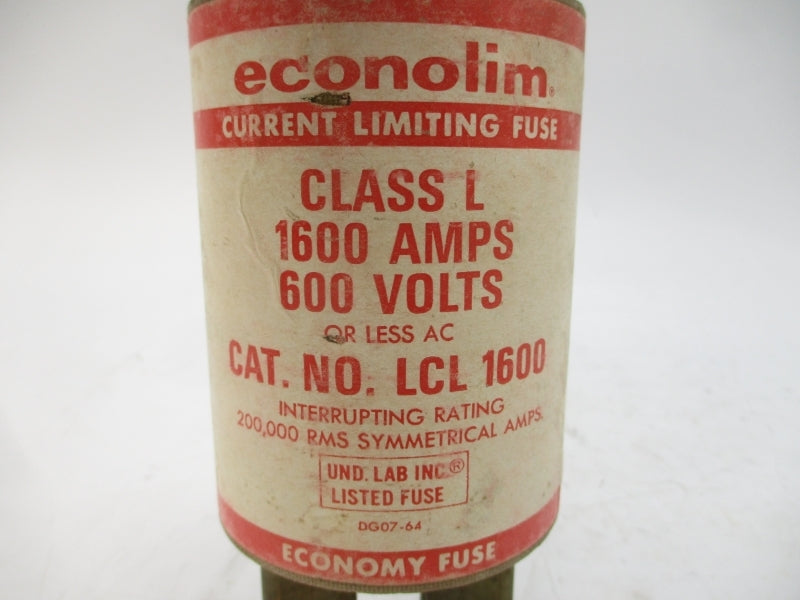 econolim®
CURRENT LIMITING FUSE
CLASS L
1600 AMPS
600 VOLTS
OR LESS AC
CAT. NO. LCL 1600
INTERRUPTING RATING
200,000 RMS SYMMETRICAL AMPS.
UND. LAB INC.®
LISTED FUSE
DG07-64
ECONOMY FUSE